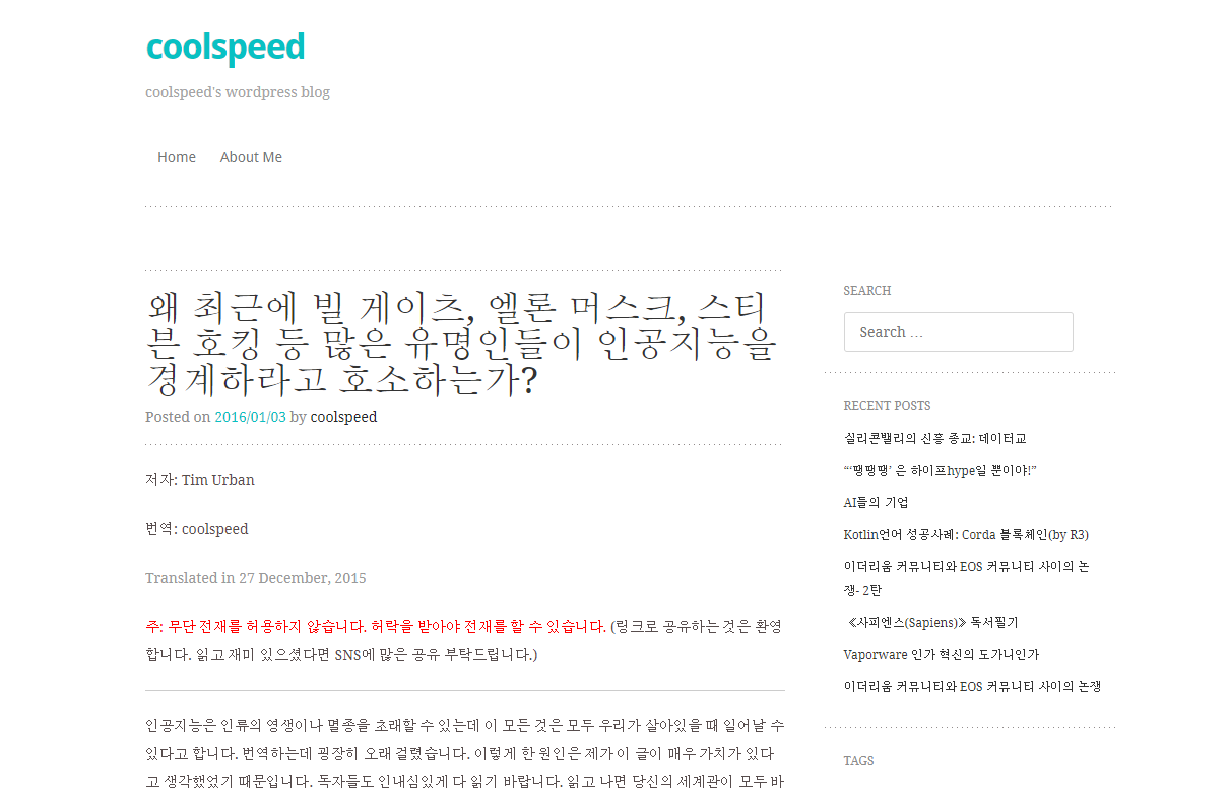 coolspeed
coolspeed's wordpress blog
Home
About Me
왜 최근에 빌 게이츠, 엘론 머스크, 스티
븐 호킹 등 많은 유명인들이 인공지능을
경계하라고 호소하는가?
Posted on 2016/01/03 by coolspeed
저자: Tim Urban
번역: coolspeed
Translated in 27 December, 2015
주: 무단 전재를 허용하지 않습니다. 허락을 받아야 전재를 할 수 있습니다. (링크로 공유하는 것은 환영
합니다. 읽고 재미 있으셨다면 SNS에 많은 공유 부탁드립니다.)
인공지능은 인류의 영생이나 멸종을 초래할 수 있는데 이 모든 것은 모두 우리가 살아있을 때 일어날 수
있다고 합니다. 번역하는데 굉장히 오래 걸렸습니다. 이렇게 한 원인은 제가 이 글이 매우 가치가 있다
고 생각했었기 때문입니다. 독자들도 인내심있게 다 읽기 바랍니다. 읽고 나면 당신의 세계관이 모두 바
SEARCH
Search …
RECENT POSTS
실리콘밸리의 신흥 종교: 데이터교
“‘땡땡땡’ 은 하이프hype일 뿐이야!”
AI들의 기업
Kotlin언어 성공사례: Corda 블록체인(by R3)
이더리움 커뮤니티와 EOS 커뮤니티 사이의 논
쟁- 2탄
《사피엔스(Sapiens)》 독서필기
Vaporware 인가 혁신의 도가니인가
이더리움 커뮤니티와 EOS 커뮤니티 사이의 논쟁
TAGS